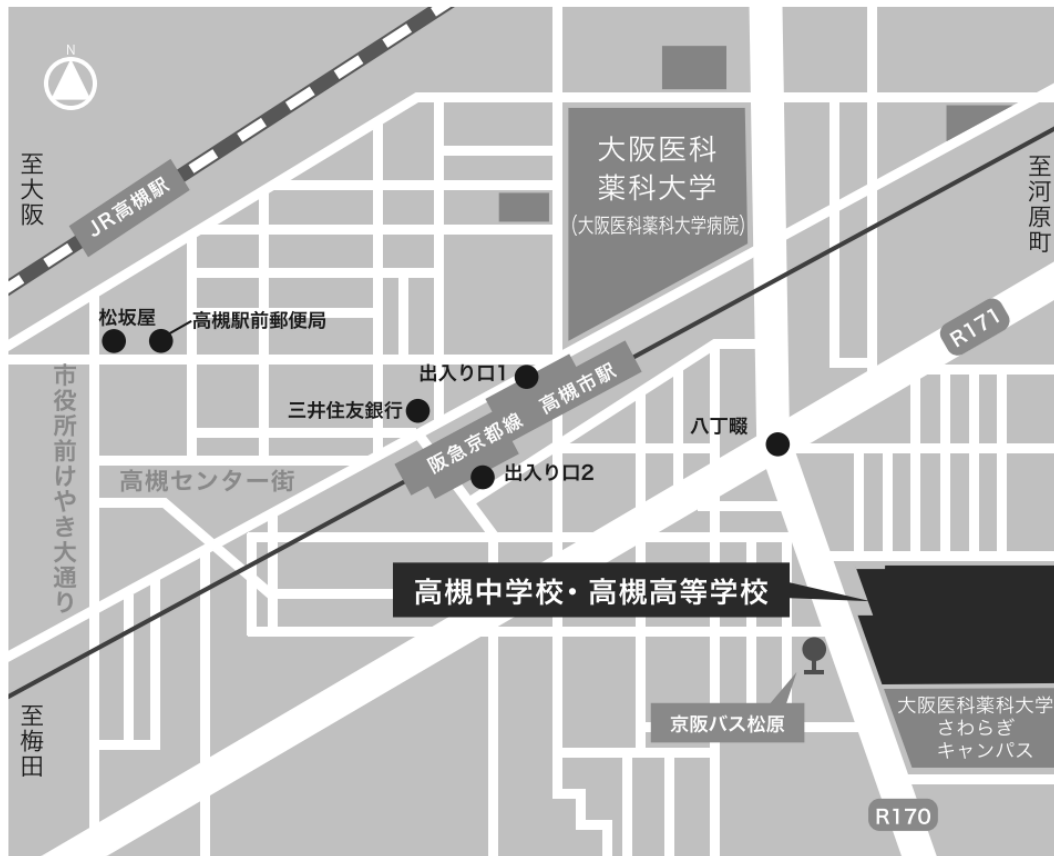 N
至大阪
JR高槻駅
大阪医科
薬科大学
(大阪医科薬科大学病院)
至河原町
松坂屋
高槻駅前郵便局
R171
出入り口1
高槻市駅
三井住友銀行
阪急京都線
八丁畷
市役所前けやき大通り
高槻センター街
出入り口2
高槻中学校・高槻高等学校
京阪バス松原
大阪医科薬科大学
さわらぎ
キャンパス
至梅田
R170